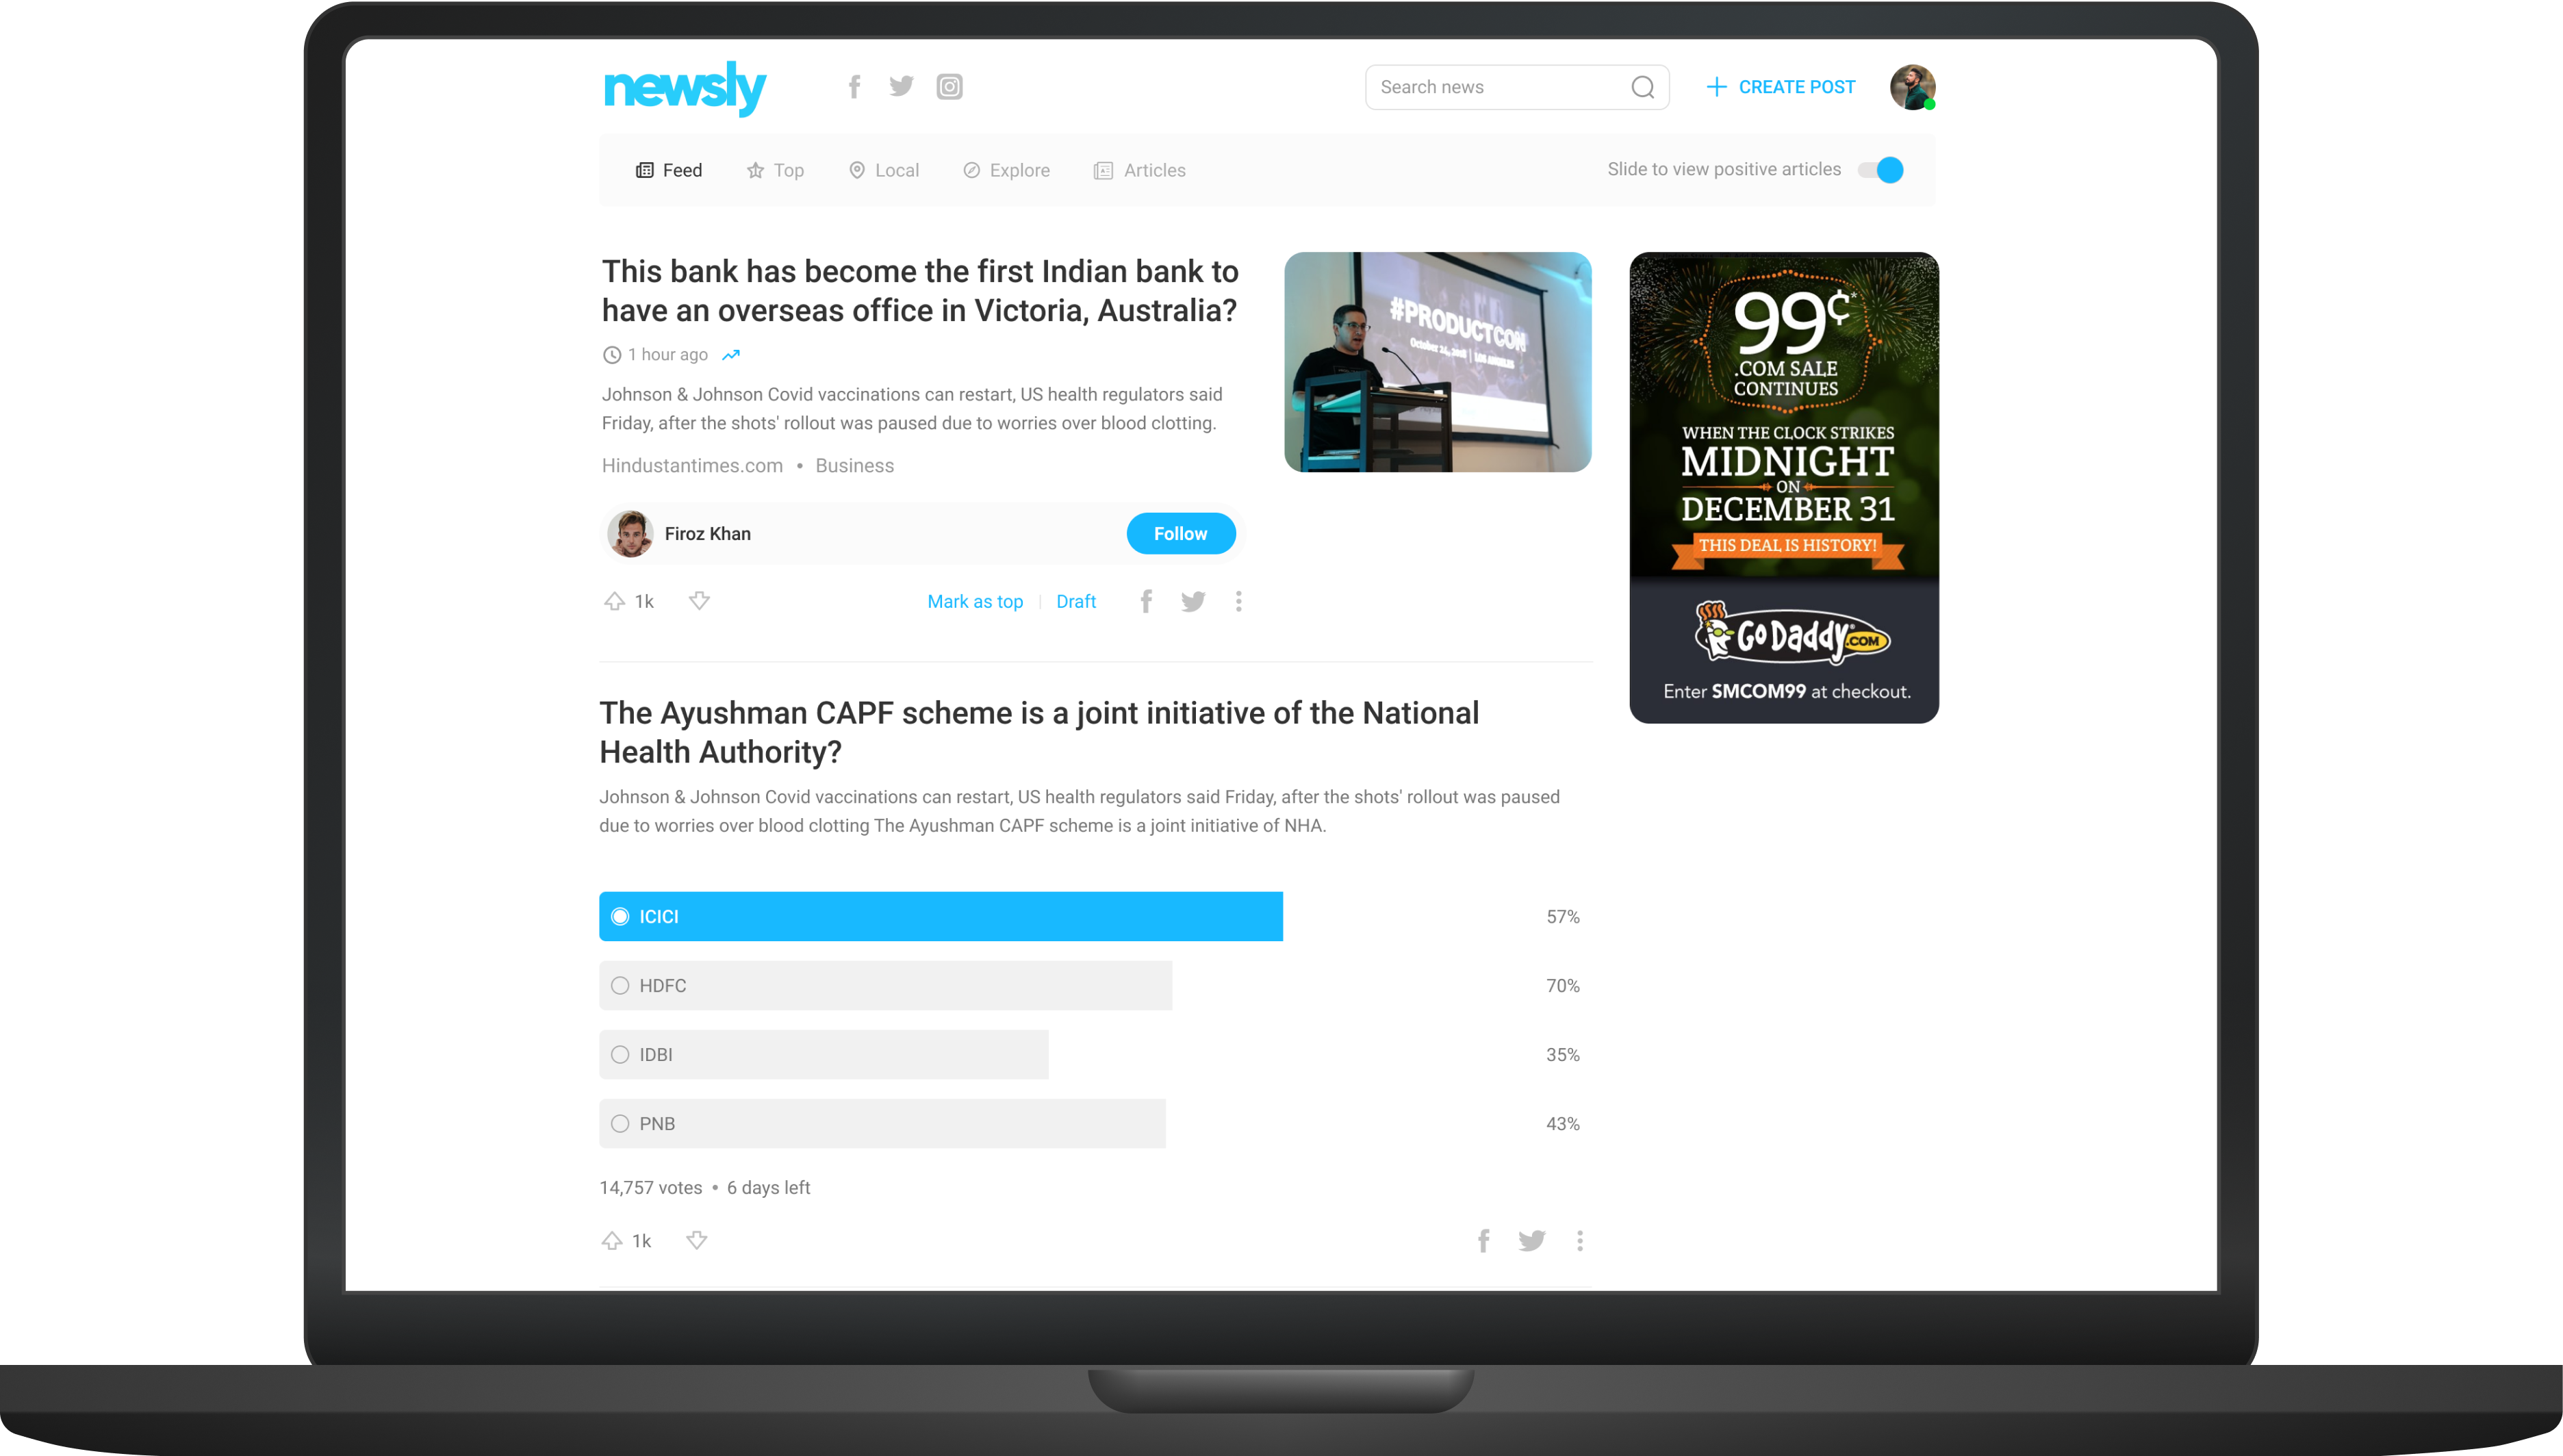 newsly
Search news
CREATE POST
Feed
Top
Local
Explore
Articles
Slide to view positive articles
This bank has become the first Indian bank to
have an overseas office in Victoria, Australia?
1 hour ago
Johnson & Johnson Covid vaccinations can restart, US health regulators said
Friday, after the shots' rollout was paused due to worries over blood clotting.
Hindustantimes.com • Business
Firoz Khan
Follow
1k
Mark as top | Draft
#PRODUCTCON
October 24, 2018 | LOS ANGELES
99¢*
.COM SALE
CONTINUES
WHEN THE CLOCK STRIKES
MIDNIGHT
ON
DECEMBER 31
THIS DEAL IS HISTORY!
GoDaddy.COM
Enter SMCOM99 at checkout.
The Ayushman CAPF scheme is a joint initiative of the National
Health Authority?
Johnson & Johnson Covid vaccinations can restart, US health regulators said Friday, after the shots' rollout was paused
due to worries over blood clotting The Ayushman CAPF scheme is a joint initiative of NHA.
ICICI 57%
HDFC 70%
IDBI 35%
PNB 43%
14,757 votes • 6 days left
1k